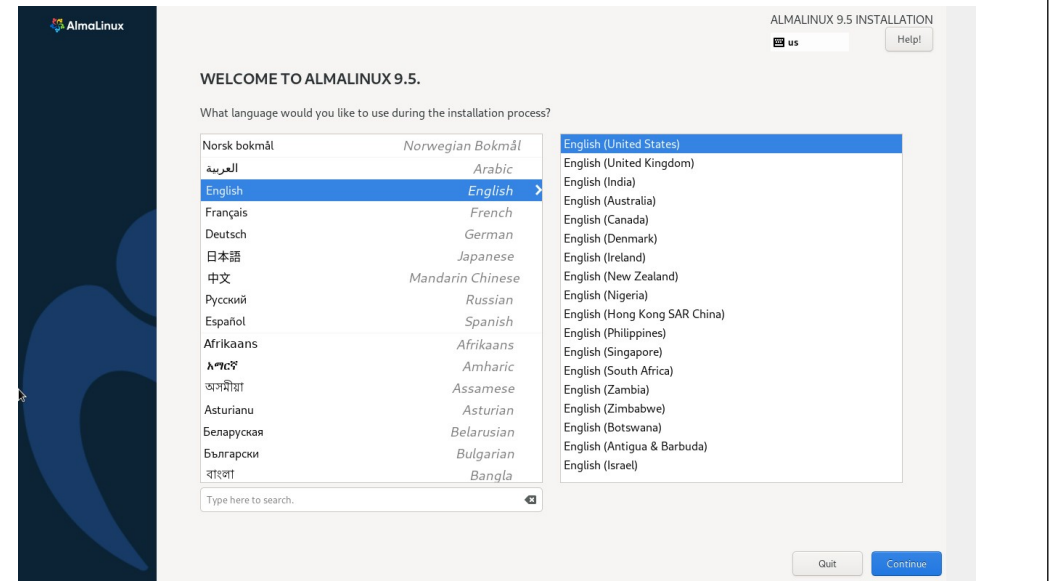 AlmaLinux
ALMALINUX 9.5 INSTALLATION
us
Help!
WELCOME TO ALMALINUX 9.5.
What language would you like to use during the installation process?
Norsk bokmål Norwegian Bokmål
العربية Arabic
English English
Français French
Deutsch German
日本語 Japanese
中文 Mandarin Chinese
Русский Russian
Español Spanish
Afrikaans Afrikaans
አማርኛ Amharic
অসমীয়া Assamese
Asturianu Asturian
Беларуская Belarusian
Български Bulgarian
বাংলা Bangla
Type here to search.
English (United States)
English (United Kingdom)
English (India)
English (Australia)
English (Canada)
English (Denmark)
English (Ireland)
English (New Zealand)
English (Nigeria)
English (Hong Kong SAR China)
English (Philippines)
English (Singapore)
English (South Africa)
English (Zambia)
English (Zimbabwe)
English (Botswana)
English (Antigua & Barbuda)
English (Israel)
Quit
Continue